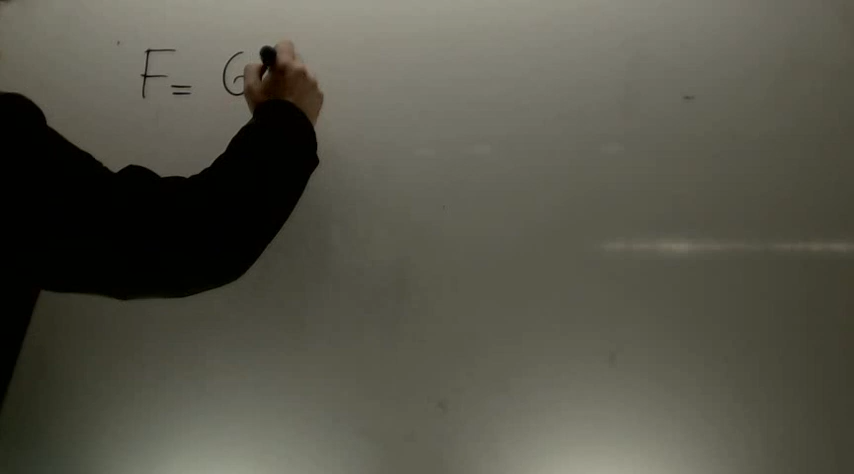 F = G